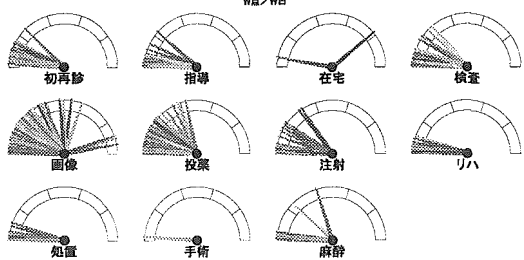 初再診 指導 在宅 検査
画像 投薬 注射 リハ
処置 手術 麻酔